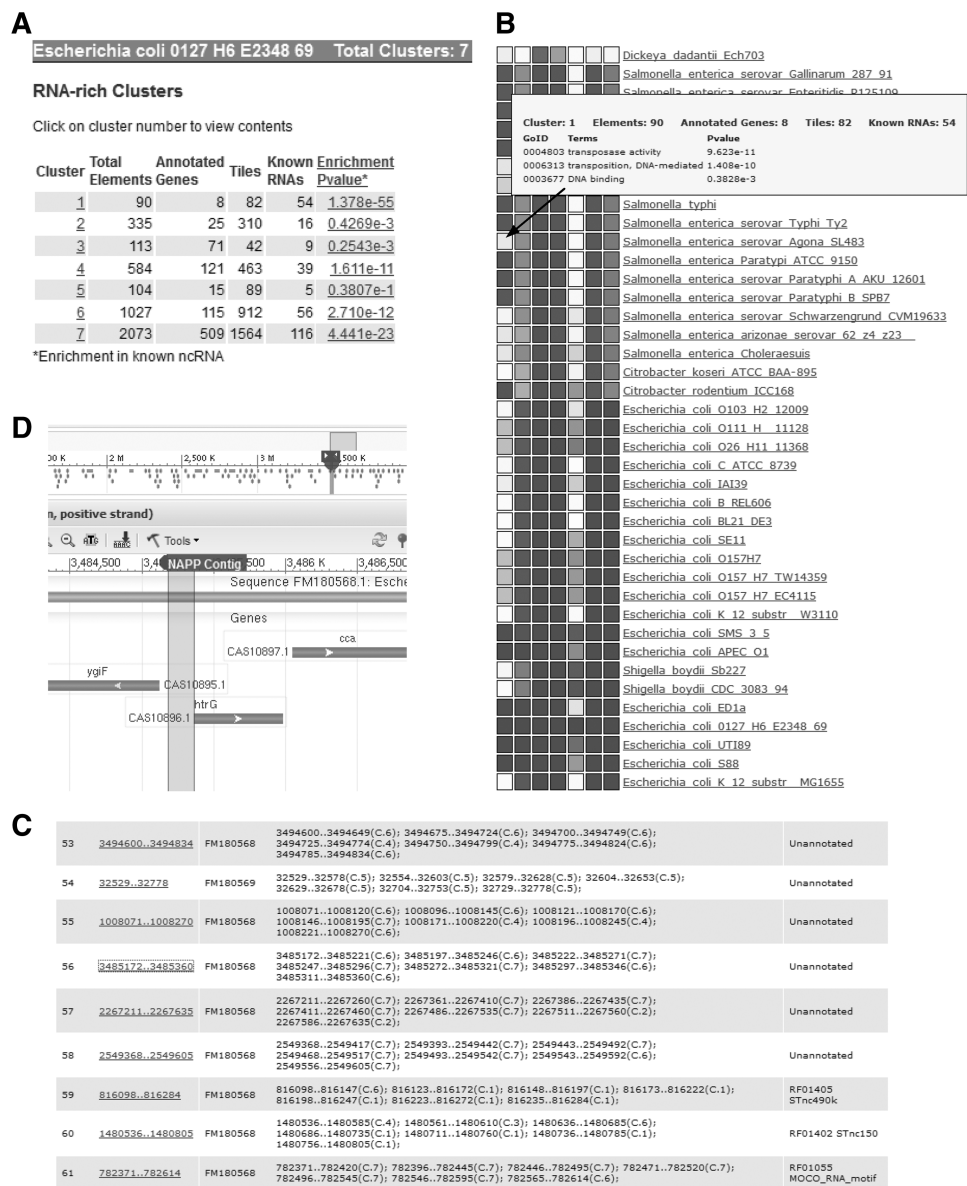 A
Escherichia coli 0127 H6 E2348 69 Total Clusters: 7
RNA-rich Clusters
Click on cluster number to view contents
Cluster Total Elements Annotated Genes Tiles Known RNAs Enrichment Pvalue*
1 90 8 82 54 1.378e-55
2 335 25 310 16 0.4269e-3
3 113 71 42 9 0.2543e-3
4 584 121 463 39 1.611e-11
5 104 15 89 5 0.3807e-1
6 1027 115 912 56 2.710e-12
7 2073 509 1564 116 4.441e-23
*Enrichment in known ncRNA
B
Dickeya dadantii Ech703
Salmonella enterica serovar Gallinarum 287 91
Salmonella enterica serovar Enteritidis P125109
Cluster: 1 Elements: 90 Annotated Genes: 8 Tiles: 82 Known RNAs: 54
GoID Terms Pvalue
0004803 transposase activity 9.623e-11
0006313 transposition, DNA-mediated 1.408e-10
0003677 DNA binding 0.3828e-3
Salmonella typhi
Salmonella enterica serovar Typhi Ty2
Salmonella enterica serovar Agona SL483
Salmonella enterica Paratypi ATCC 9150
Salmonella enterica serovar Paratyphi A AKU 12601
Salmonella enterica serovar Paratyphi B SPB7
Salmonella enterica serovar Schwarzengrund CVM19633
Salmonella enterica arizonae serovar 62 z4 z23
Salmonella enterica Choleraesuis
Citrobacter koseri ATCC BAA-895
Citrobacter rodentium ICC168
Escherichia coli O103 H2 12009
Escherichia coli O111 H 11128
Escherichia coli O26 H11 11368
Escherichia coli C ATCC 8739
Escherichia coli IAI39
Escherichia coli B REL606
Escherichia coli BL21 DE3
Escherichia coli SE11
Escherichia coli O157H7
Escherichia coli O157 H7 TW14359
Escherichia coli O157 H7 EC4115
Escherichia coli K 12 substr W3110
Escherichia coli SMS 3 5
Escherichia coli APEC O1
Shigella boydii Sb227
Shigella boydii CDC 3083 94
Escherichia coli ED1a
Escherichia coli 0127 H6 E2348 69
Escherichia coli UTI89
Escherichia coli S88
Escherichia coli K 12 substr MG1655
D
00 K 2 M 2,500 K 3 M 500 K
n, positive strand)
ATG Tools
3,484,500 3,4 NAPP Contig 500 3,486 K 3,486,500
Sequence FM180568.1: Esche
Genes
cca
CAS10897.1
ygiF
CAS10895.1
htrG
CAS10896.1
C
53 3494600..3494834 FM180568 3494600..3494649(C.6); 3494675..3494724(C.6); 3494700..3494749(C.6); Unannotated
3494725..3494774(C.4); 3494750..3494799(C.4); 3494775..3494824(C.6);
3494785..3494834(C.6);
54 32529..32778 FM180569 32529..32578(C.5); 32554..32603(C.5); 32579..32628(C.5); 32604..32653(C.5); Unannotated
32629..32678(C.5); 32704..32753(C.5); 32729..32778(C.5);
55 1008071..1008270 FM180568 1008071..1008120(C.6); 1008096..1008145(C.6); 1008121..1008170(C.6); Unannotated
1008146..1008195(C.7); 1008171..1008220(C.4); 1008196..1008245(C.4);
1008221..1008270(C.6);
56 3485172..3485360 FM180568 3485172..3485221(C.6); 3485197..3485246(C.6); 3485222..3485271(C.7); Unannotated
3485247..3485296(C.7); 3485272..3485321(C.7); 3485297..3485346(C.6);
3485311..3485360(C.6);
57 2267211..2267635 FM180568 2267211..2267260(C.7); 2267361..2267410(C.7); 2267386..2267435(C.7); Unannotated
2267411..2267460(C.7); 2267486..2267535(C.7); 2267511..2267560(C.2);
2267586..2267635(C.2);
58 2549368..2549605 FM180568 2549368..2549417(C.7); 2549393..2549442(C.7); 2549443..2549492(C.7); Unannotated
2549468..2549517(C.7); 2549493..2549542(C.7); 2549543..2549592(C.6);
2549556..2549605(C.7);
59 816098..816284 FM180568 816098..816147(C.6); 816123..816172(C.1); 816148..816197(C.1); 816173..816222(C.1); RF01405
816198..816247(C.1); 816223..816272(C.1); 816235..816284(C.1); STnc490k
60 1480536..1480805 FM180568 1480536..1480585(C.4); 1480561..1480610(C.3); 1480636..1480685(C.6); RF01402 STnc150
1480686..1480735(C.1); 1480711..1480760(C.1); 1480736..1480785(C.1);
1480756..1480805(C.1);
61 782371..782614 FM180568 782371..782420(C.7); 782396..782445(C.7); 782446..782495(C.7); 782471..782520(C.7); RF01055
782496..782545(C.7); 782546..782595(C.7); 782565..782614(C.6); MOCO_RNA_motif